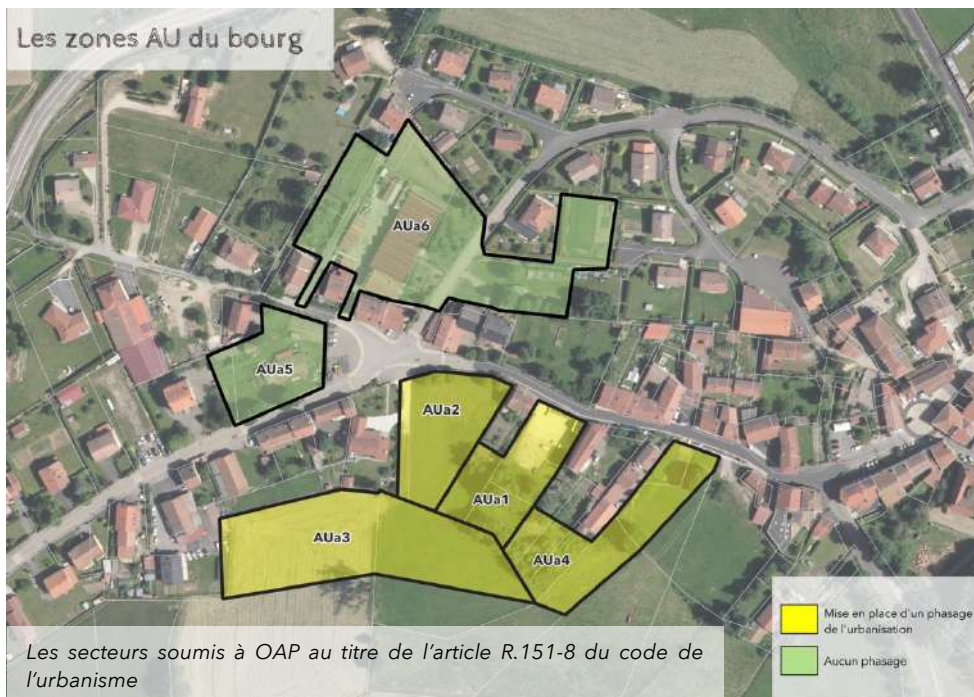 Les zones AU du bourg
AUa6
AUa5
AUa2
AUa1
AUa3
AUa4
Mise en place d'un phasage
de l'urbanisation
Aucun phasage
Les secteurs soumis à OAP au titre de l'article R.151-8 du code de
l'urbanisme